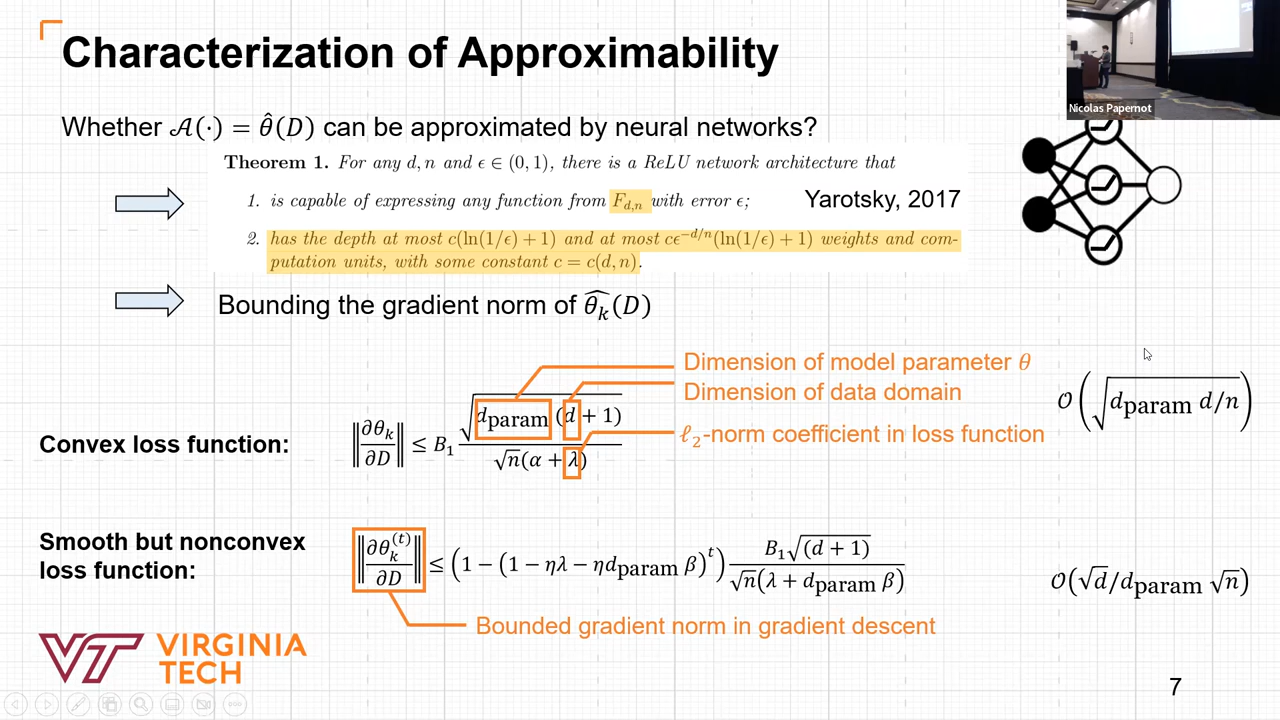 Characterization of Approximability
Nicolas Papernot
Whether 𝒜(·) = θ̂(D) can be approximated by neural networks?
Theorem 1. For any d, n and ϵ ∈ (0, 1), there is a ReLU network architecture that
1. is capable of expressing any function from F_{d,n} with error ϵ;
Yarotsky, 2017
2. has the depth at most c(ln(1/ϵ) + 1) and at most cϵ^{−d/n}(ln(1/ϵ) + 1) weights and com-
putation units, with some constant c = c(d, n).
Bounding the gradient norm of θ̂_k(D)
Dimension of model parameter θ
Dimension of data domain
ℓ₂-norm coefficient in loss function
Convex loss function:
‖∂θ_k/∂D‖ ≤ B₁ √(d_param (d + 1)) / (√n(α + λ))
𝒪(√(d_param d/n))
Smooth but nonconvex
loss function:
‖∂θ_k^{(t)}/∂D‖ ≤ (1 − (1 − ηλ − ηd_param β)^t) B₁√((d + 1)) / (√n(λ + d_param β))
𝒪(√d/d_param √n)
Bounded gradient norm in gradient descent
VT VIRGINIA
TECH
7